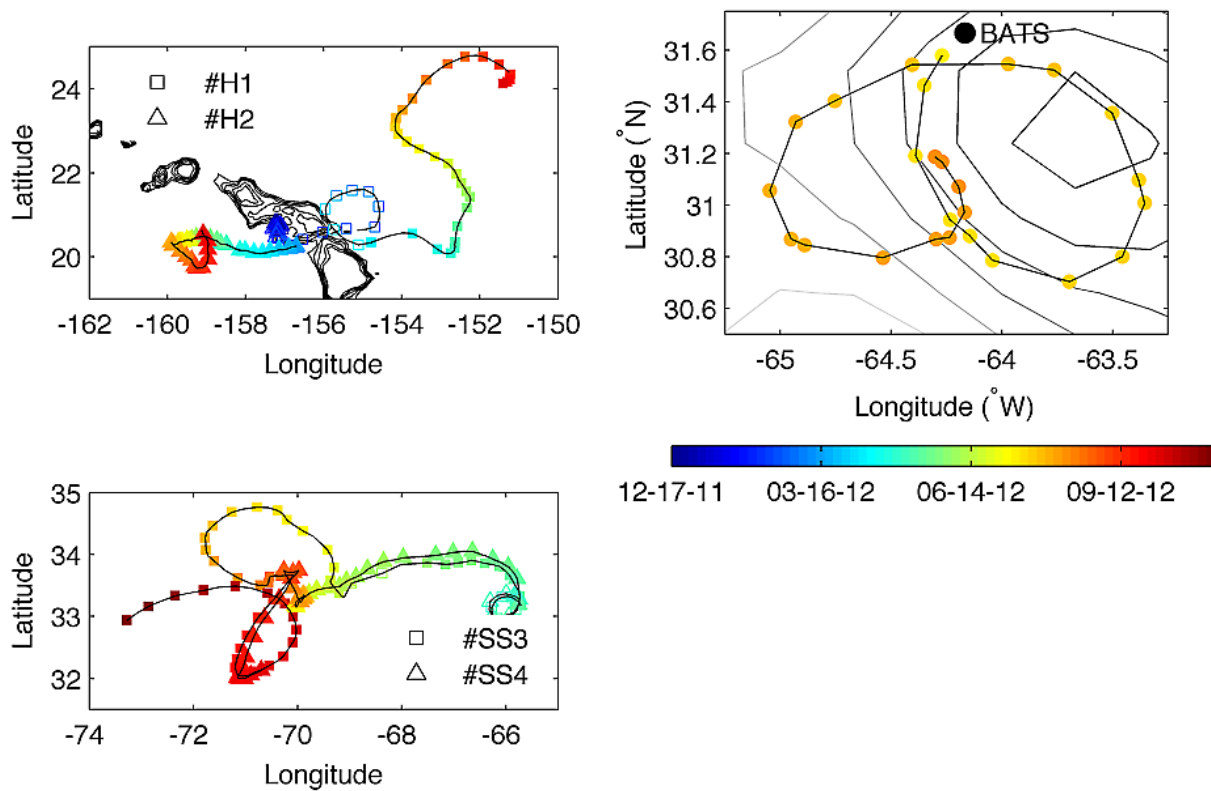 #H1
#H2
24
22
20
Latitude
-162 -160 -158 -156 -154 -152 -150
Longitude
BATS
31.6
31.4
31.2
31
30.8
30.6
Latitude (°N)
-65 -64.5 -64 -63.5
Longitude (°W)
12-17-11 03-16-12 06-14-12 09-12-12
35
34
33
32
Latitude
#SS3
#SS4
-74 -72 -70 -68 -66
Longitude